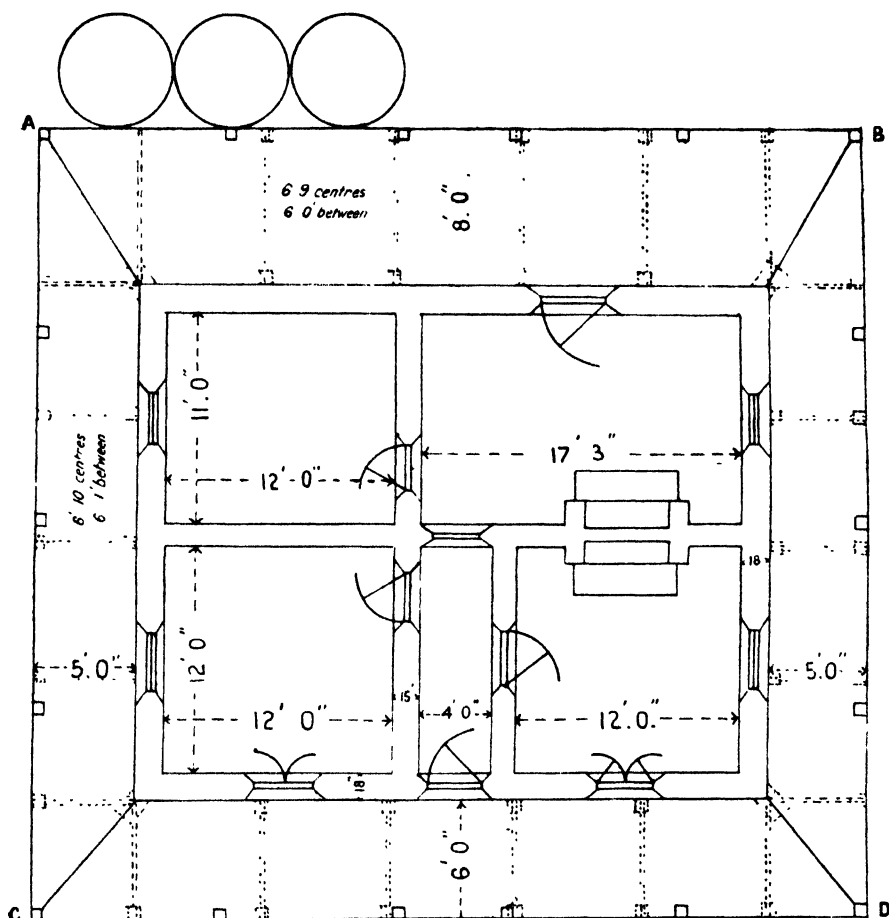 A
B
6 9 centres
6 0' between
8'.0"
11'.0"
12'-0"
17' 3"
6' 10 centres
6 1' between
18
5'.0"
12'0"
12' 0"
15'
4'0"
12'.0."
5'.0"
18'
6'0"
C
D